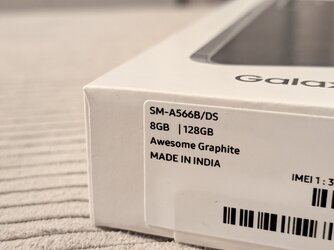 Galax
SM-A566B/DS
8GB | 128GB
Awesome Graphite
MADE IN INDIA
IMEI 1 : 3